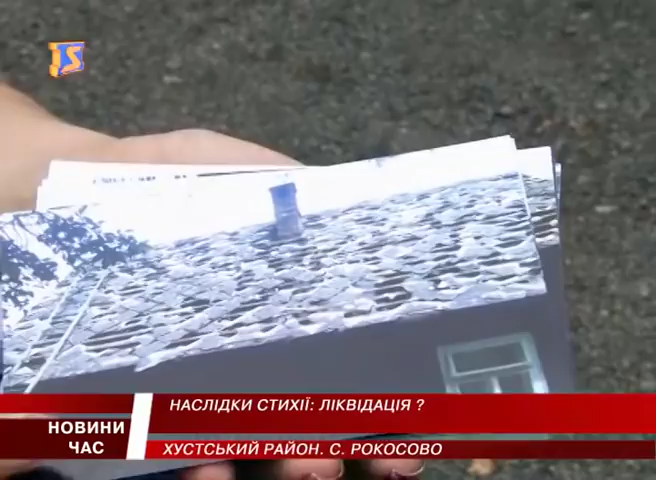 НАСЛІДКИ СТИХІЇ: ЛІКВІДАЦІЯ ?
НОВИНИ
ЧАС
ХУСТСЬКИЙ РАЙОН. С. РОКОСОВО